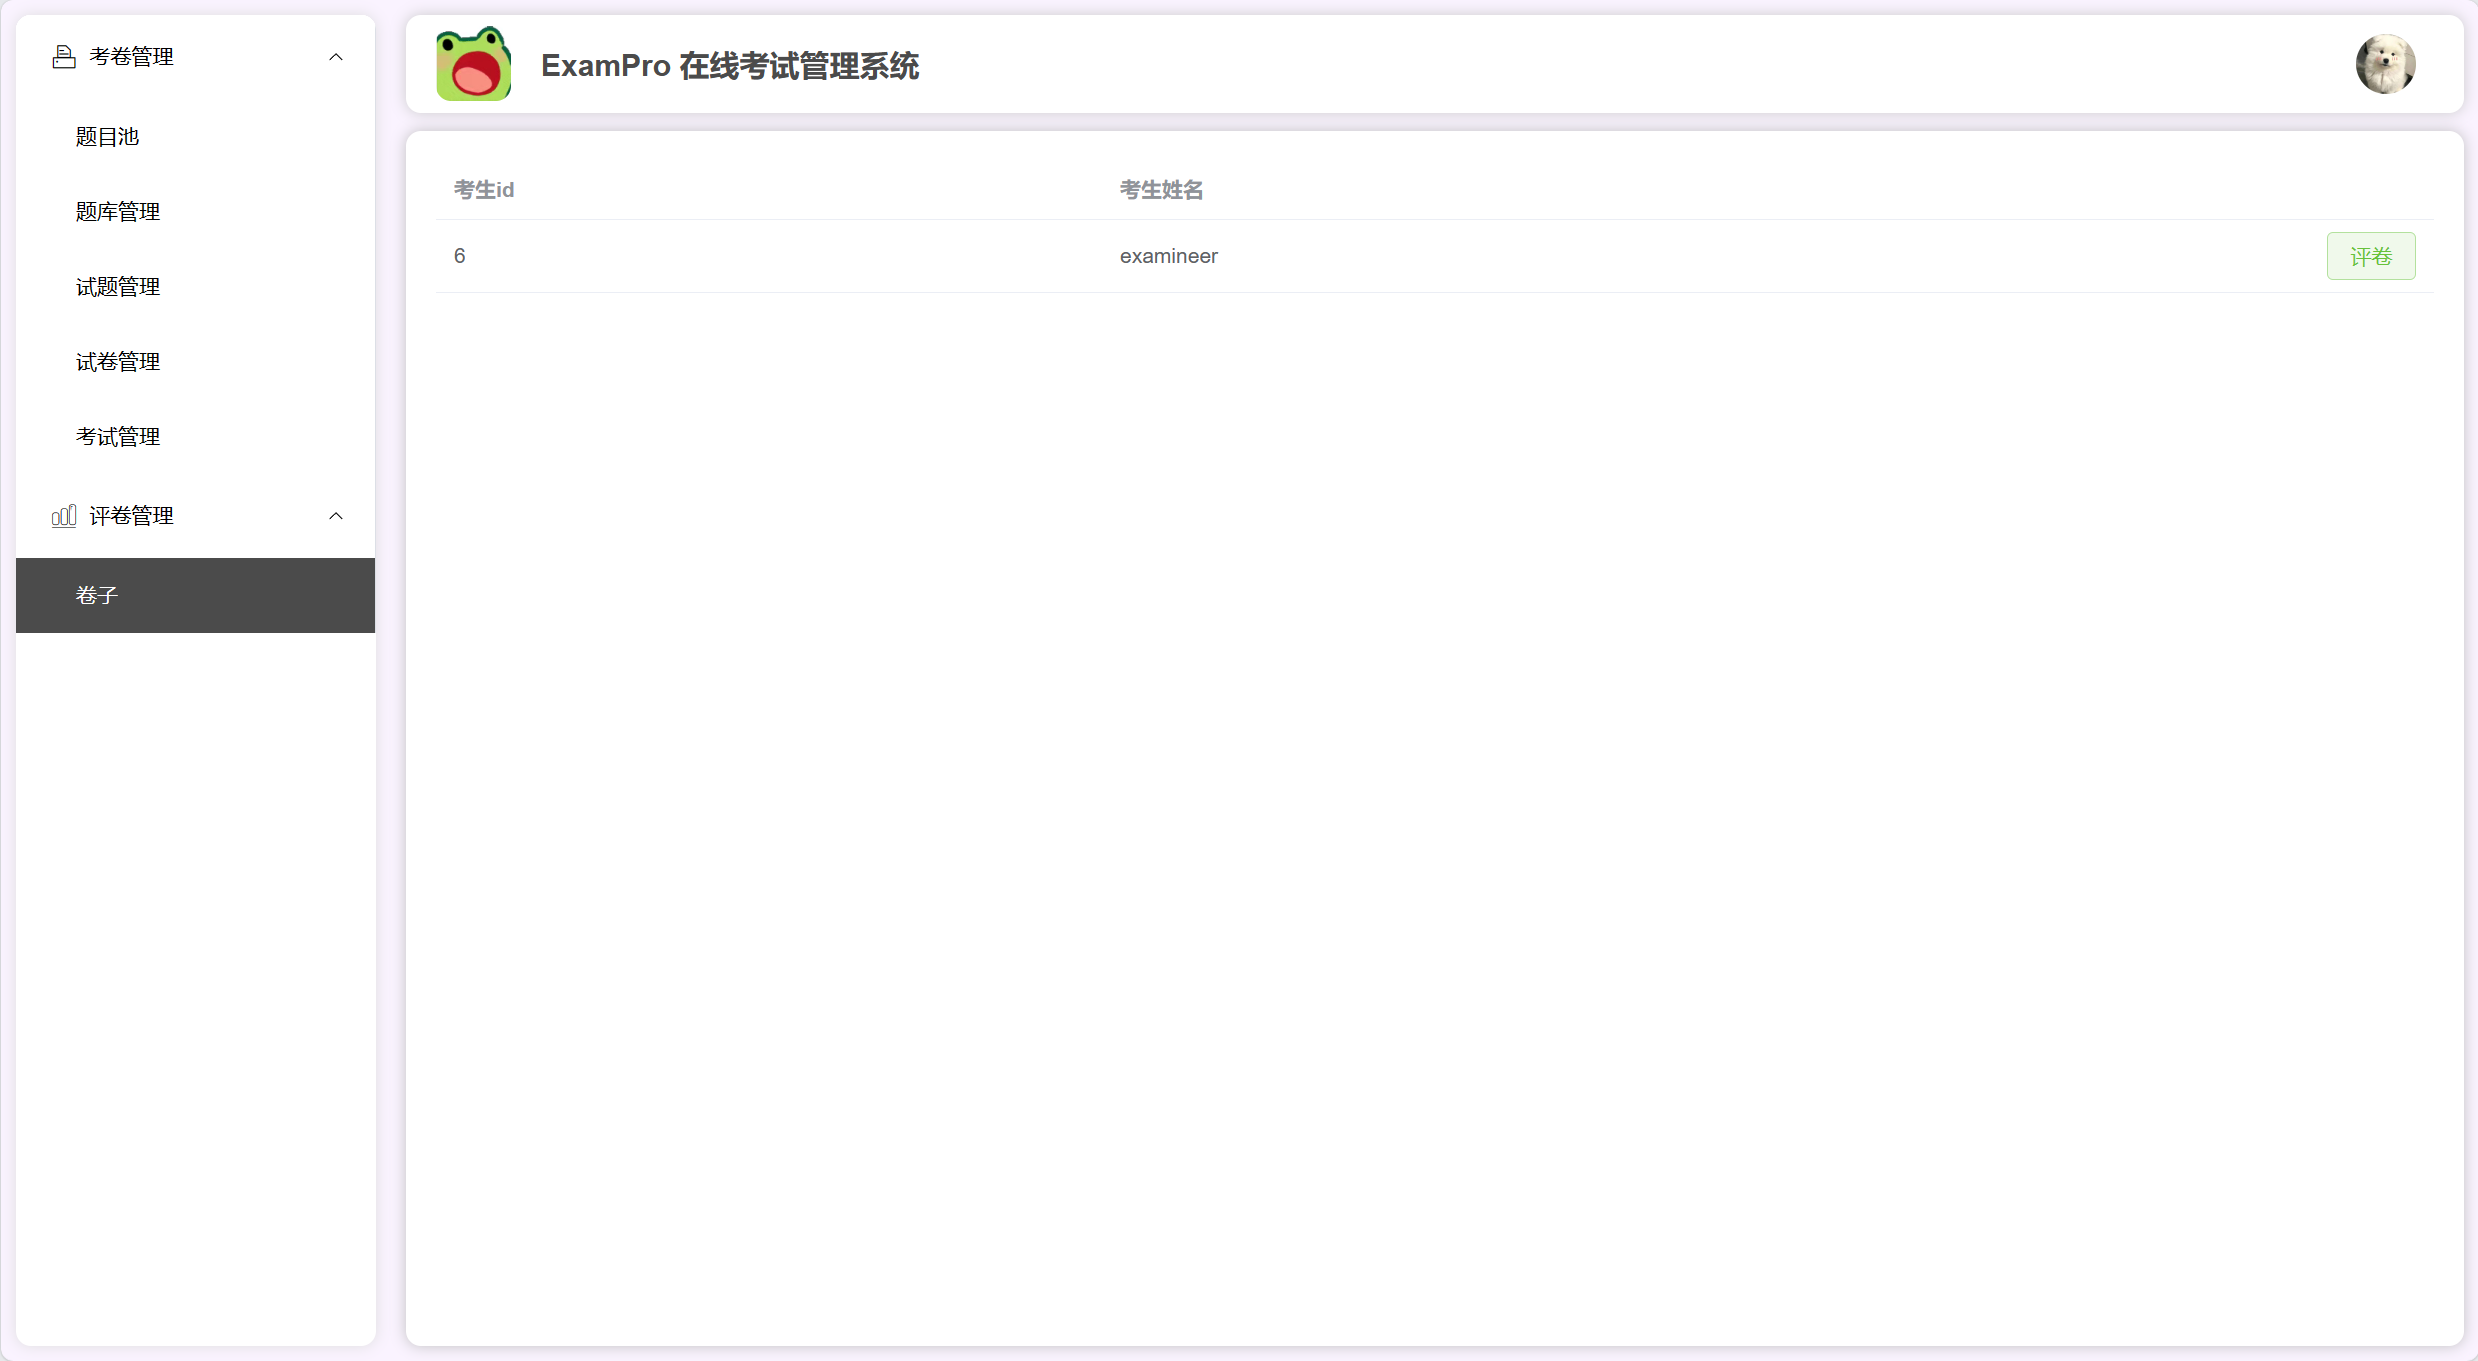 考卷管理
题目池
题库管理
试题管理
试卷管理
考试管理
评卷管理
卷子
ExamPro 在线考试管理系统
考生id 考生姓名
6 examineer 评卷